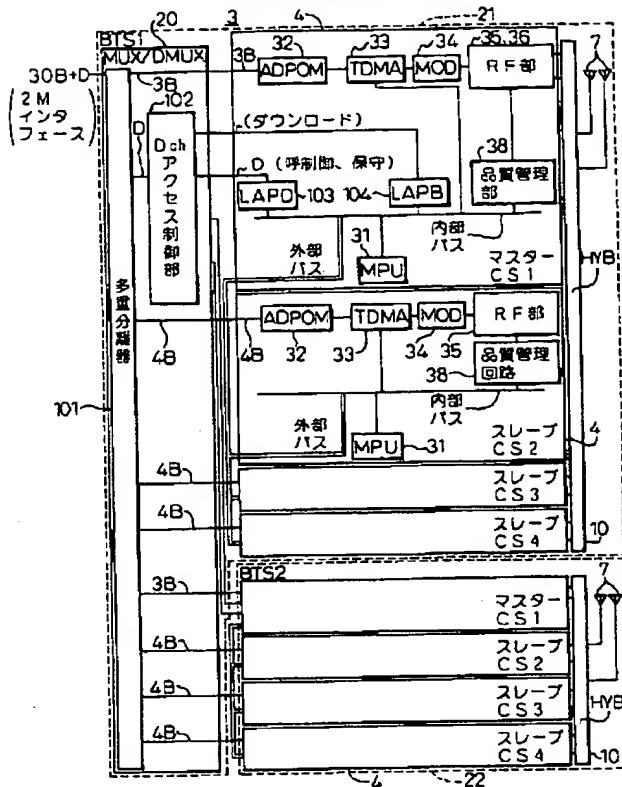 20
3
4
21
BTS1
MUX/DMUX
30B+D
(2M
インタ
フェース)
3B
102
3B
32
33
34
35,36
7
ADPOM
TDMA
MOD
RF部
D
Dch
アクセス制御部
(ダウンロード)
D (呼制御、保守)
LAPD
103
104
LAPB
38
品質管理
部
内部
バス
外部
バス
31
MPU
マスター
CS1
HYB
多重分離器
101
4B
4B
ADPOM
32
TDMA
33
MOD
34
RF部
35
品質管理
回路
38
内部
バス
外部
バス
MPU
31
スレーブ
CS2
4
4B
スレーブ
CS3
4B
スレーブ
CS4
10
BTS2
3B
マスター
CS1
7
4B
スレーブ
CS2
4B
スレーブ
CS3
HYB
4B
スレーブ
CS4
10
4
22